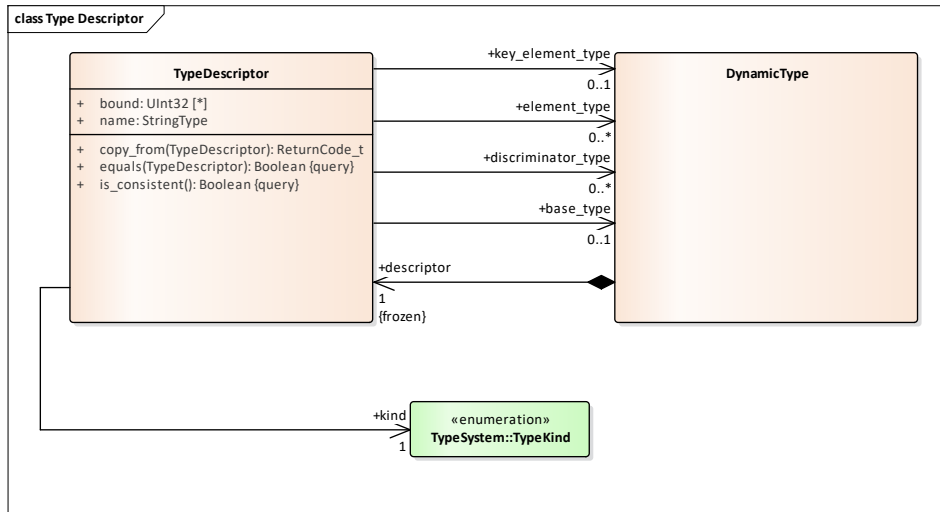 class Type Descriptor
TypeDescriptor
+ bound: UInt32 [*]
+ name: StringType
+ copy_from(TypeDescriptor): ReturnCode_t
+ equals(TypeDescriptor): Boolean {query}
+ is_consistent(): Boolean {query}
+key_element_type
0..1
+element_type
0..*
+discriminator_type
0..*
+base_type
0..1
+descriptor
1
{frozen}
DynamicType
+kind
1
«enumeration»
TypeSystem::TypeKind